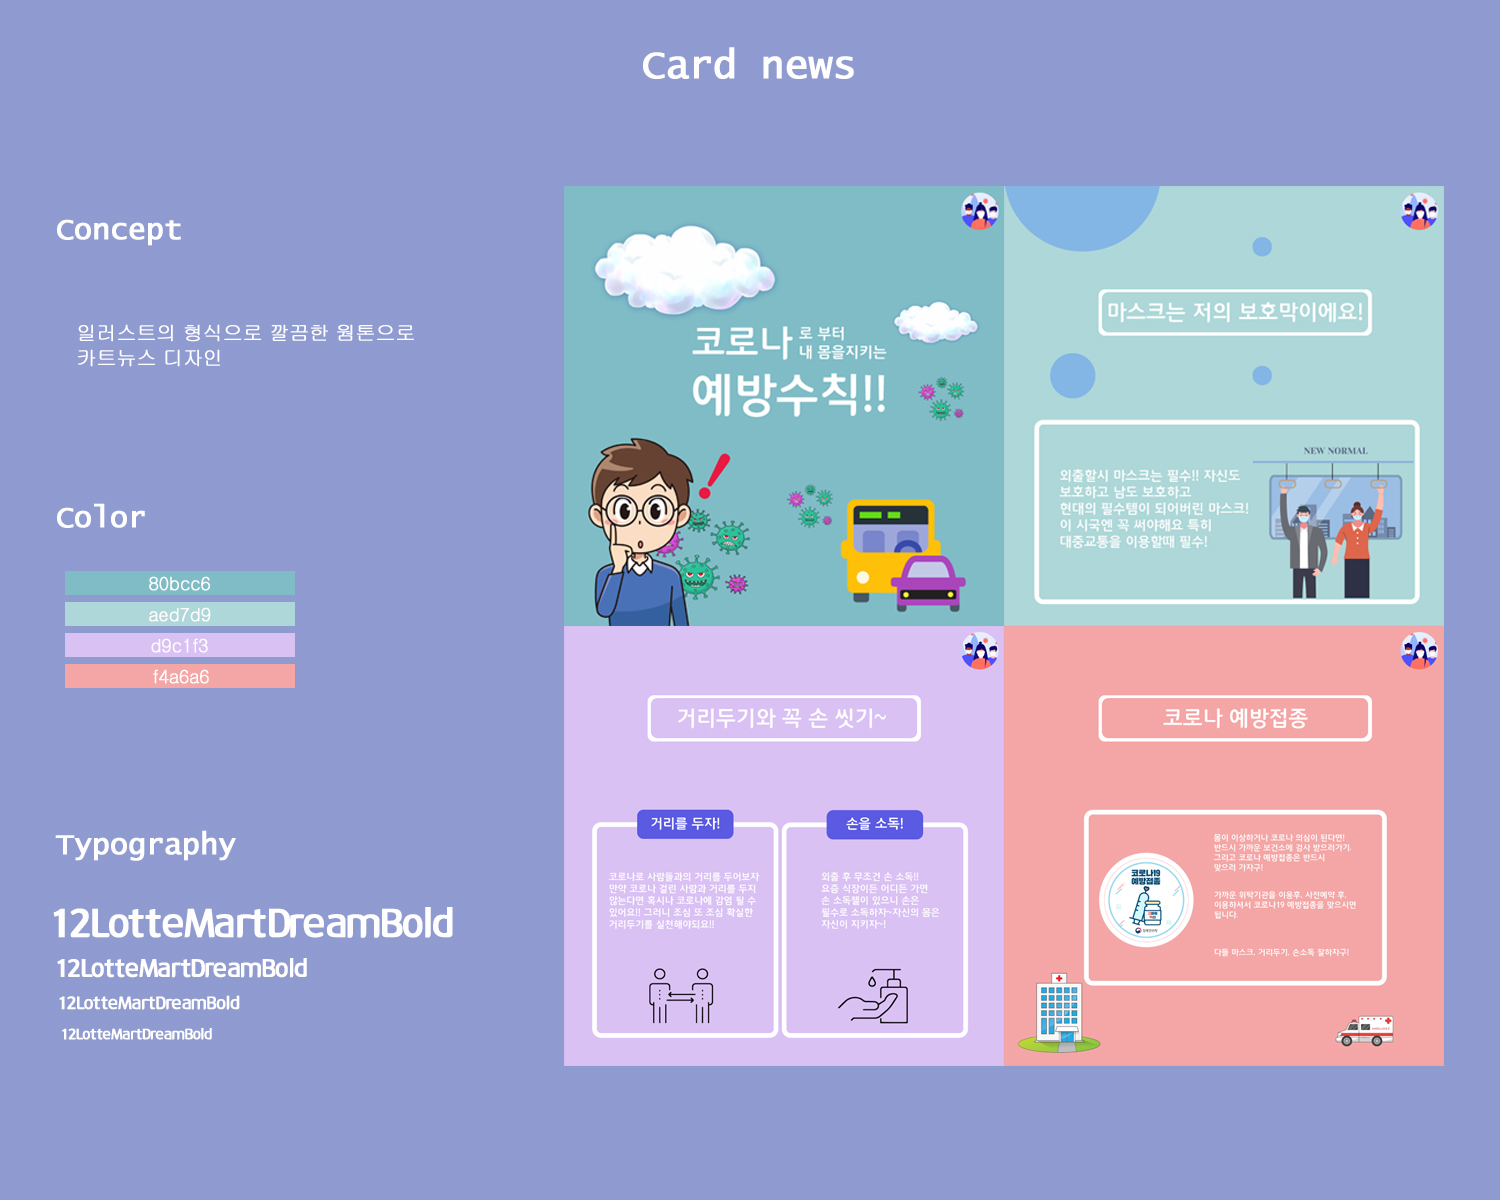 Card news
Concept
일러스트의 형식으로 깔끔한 웜톤으로
카트뉴스 디자인
Color
80bcc6
aed7d9
d9c1f3
f4a6a6
Typography
12LotteMartDreamBold
12LotteMartDreamBold
12LotteMartDreamBold
12LotteMartDreamBold
코로나 로 부터
내 몸을지키는
예방수칙!!
마스크는 저의 보호막이에요!
외출할시 마스크는 필수!! 자신도
보호하고 남도 보호하고
현대의 필수템이 되어버린 마스크!
이 시국엔 꼭 써야해요 특히
대중교통을 이용할때 필수!
NEW NORMAL
거리두기와 꼭 손 씻기~
거리를 두자!
코로나로 사람들과의 거리를 두어보자
만약 코로나 걸린 사람과 거리를 두지
않는다면 혹시나 코로나에 감염 될 수
있어요!! 그러니 조심 또 조심 확실한
거리두기를 실천해야되요!!
손을 소독!
외출 후 무조건 손 소독!!
요즘 식장이든 어디든 가면
손 소독젤이 있으니 손은
필수로 소독하자~자신의 몸은
자신이 지키자~!
코로나 예방접종
코로나19
예방접종
몸이 이상하거나 코로나 의심이 된다면!
반드시 가까운 보건소에 검사 받으러가기.
그리고 코로나 예방접종은 반드시
맞으러 가자구!
가까운 위탁기관을 이용후, 사전예약 후,
이용하셔서 코로나19 예방접종을 맞으시면
됩니다.
다들 마스크, 거리두기, 손소독 잘하자구!